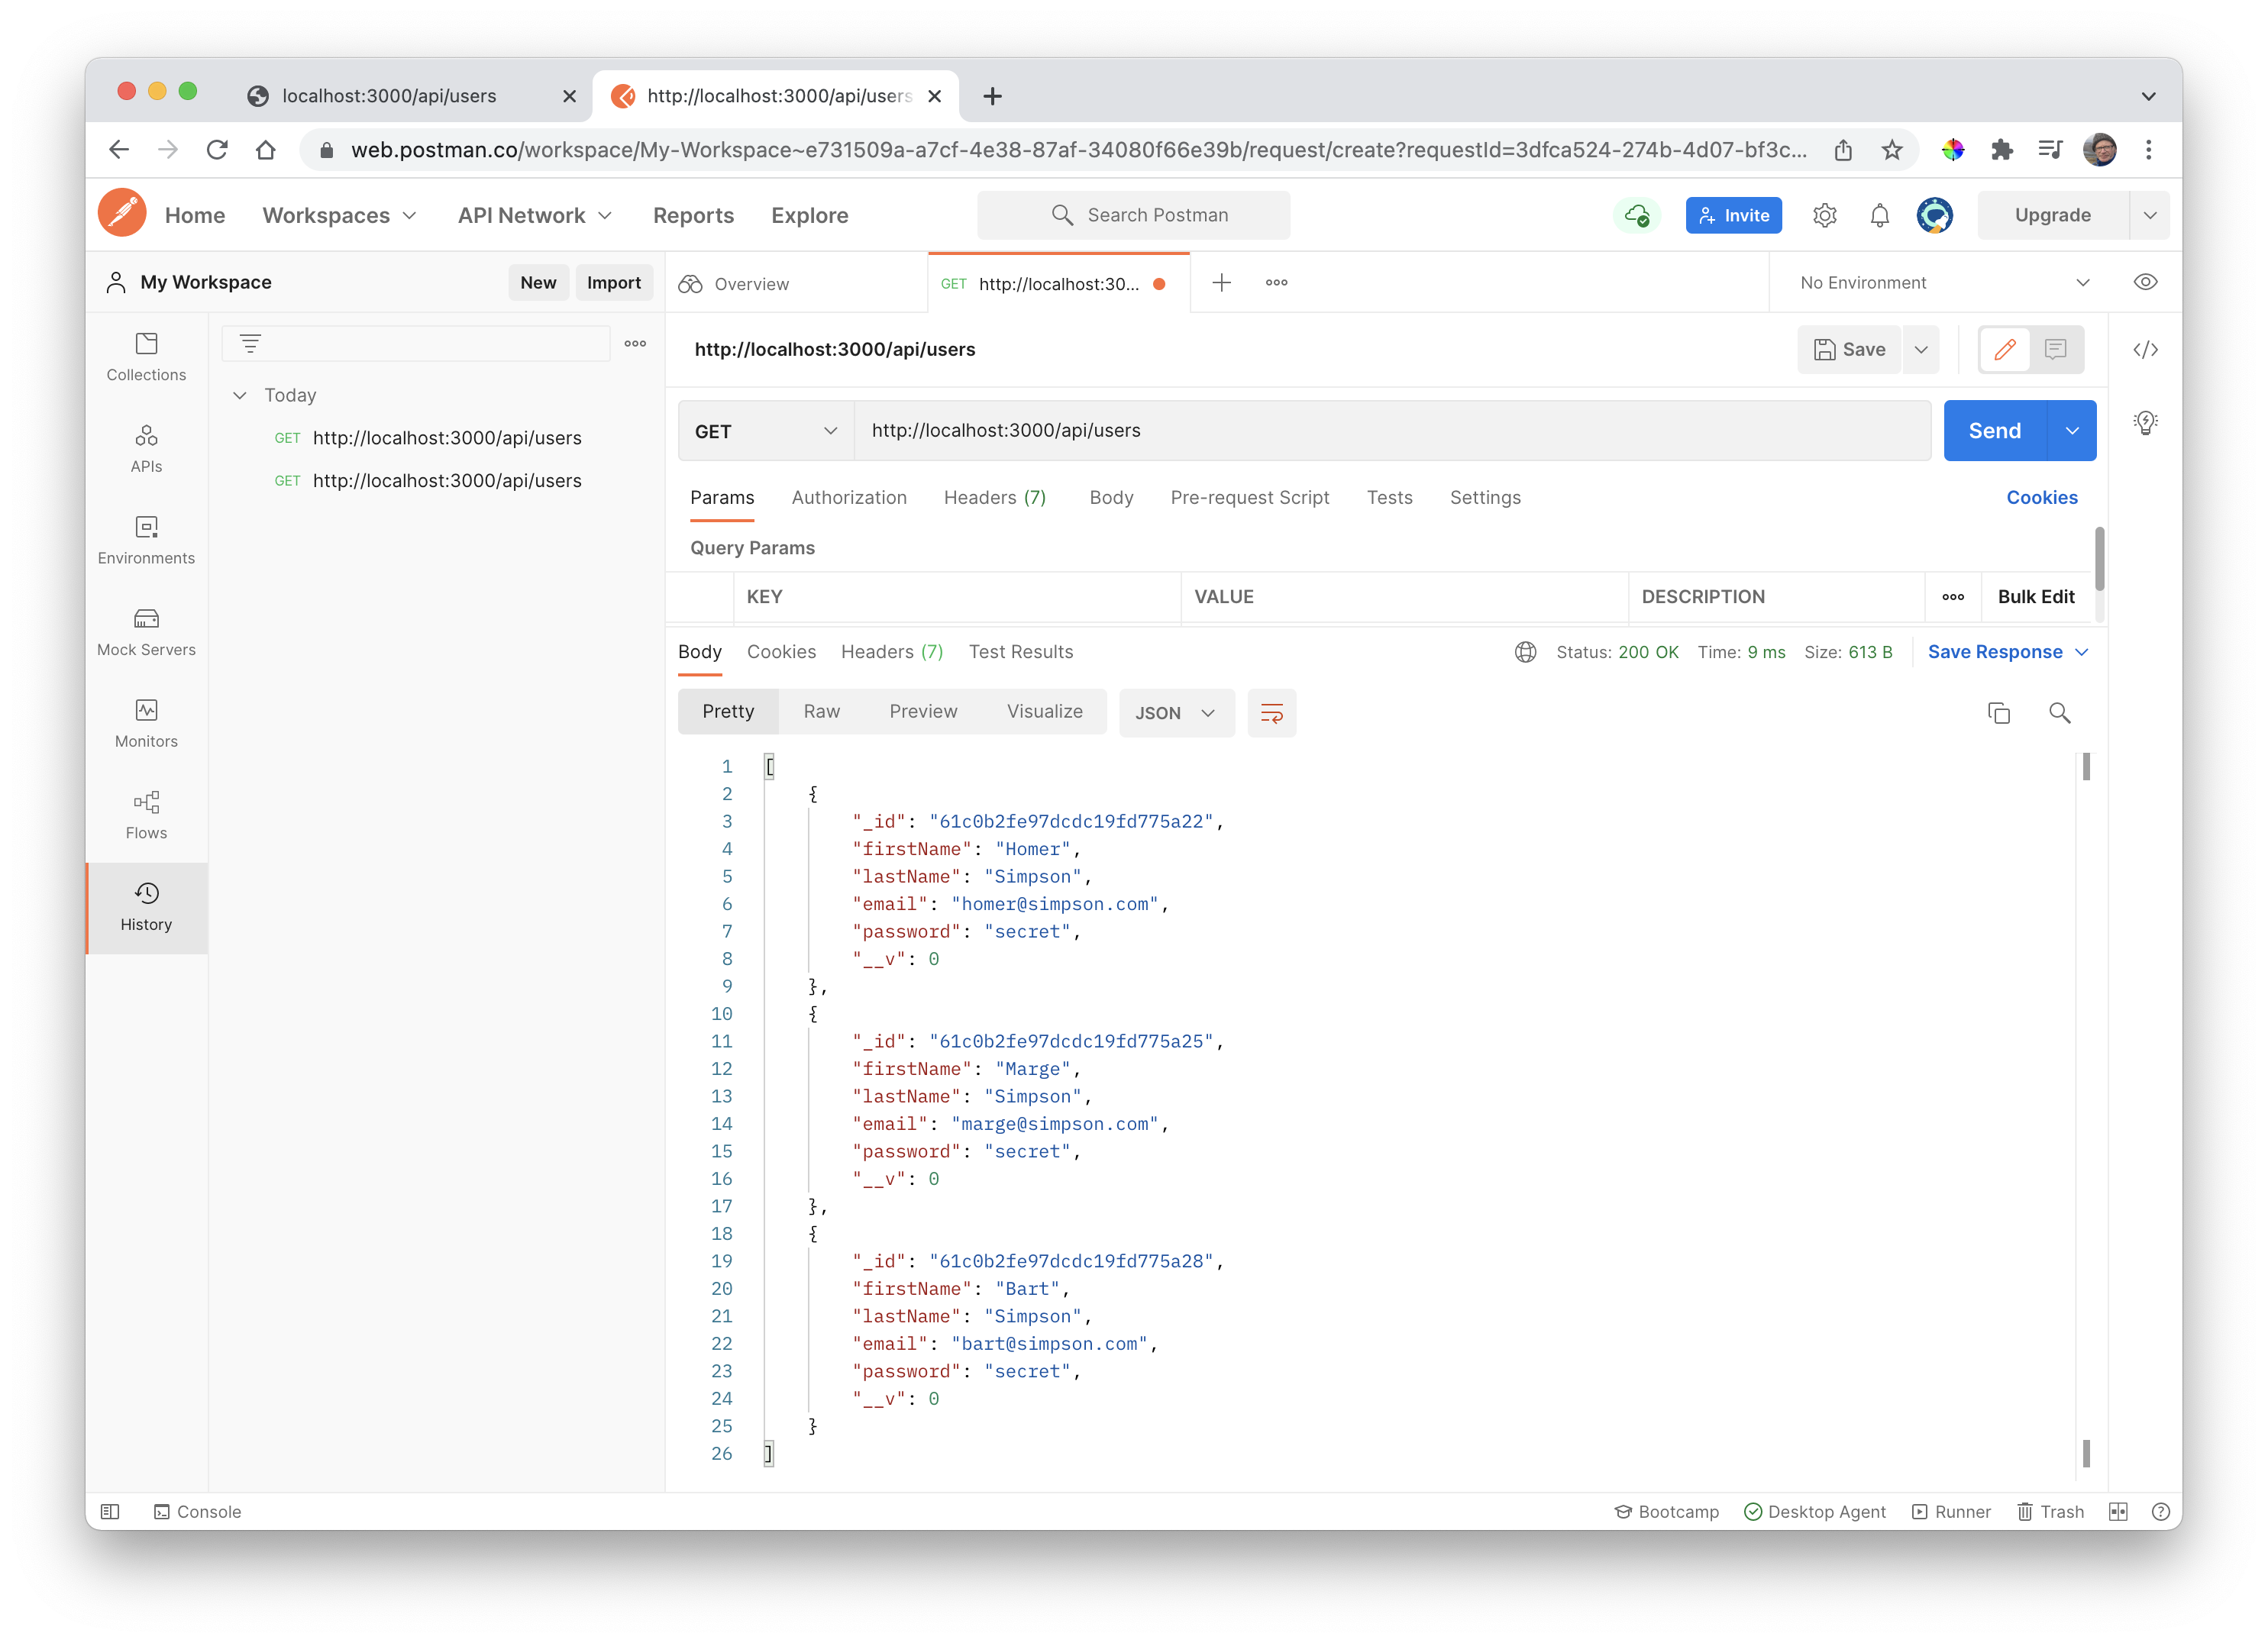 localhost:3000/api/users
http://localhost:3000/api/users
web.postman.co/workspace/My-Workspace~e731509a-a7cf-4e38-87af-34080f66e39b/request/create?requestId=3dfca524-274b-4d07-bf3c...
Home Workspaces API Network Reports Explore Search Postman Invite Upgrade
My Workspace New Import Overview GET http://localhost:30... No Environment
Collections
APIs
Environments
Mock Servers
Monitors
Flows
History
Today
GET http://localhost:3000/api/users
GET http://localhost:3000/api/users
http://localhost:3000/api/users Save
GET http://localhost:3000/api/users Send
Params Authorization Headers (7) Body Pre-request Script Tests Settings Cookies
Query Params
KEY VALUE DESCRIPTION Bulk Edit
Body Cookies Headers (7) Test Results Status: 200 OK Time: 9 ms Size: 613 B Save Response
Pretty Raw Preview Visualize JSON
1 [
2 {
3 "_id": "61c0b2fe97dcdc19fd775a22",
4 "firstName": "Homer",
5 "lastName": "Simpson",
6 "email": "homer@simpson.com",
7 "password": "secret",
8 "__v": 0
9 },
10 {
11 "_id": "61c0b2fe97dcdc19fd775a25",
12 "firstName": "Marge",
13 "lastName": "Simpson",
14 "email": "marge@simpson.com",
15 "password": "secret",
16 "__v": 0
17 },
18 {
19 "_id": "61c0b2fe97dcdc19fd775a28",
20 "firstName": "Bart",
21 "lastName": "Simpson",
22 "email": "bart@simpson.com",
23 "password": "secret",
24 "__v": 0
25 }
26 ]
Console Bootcamp Desktop Agent Runner Trash